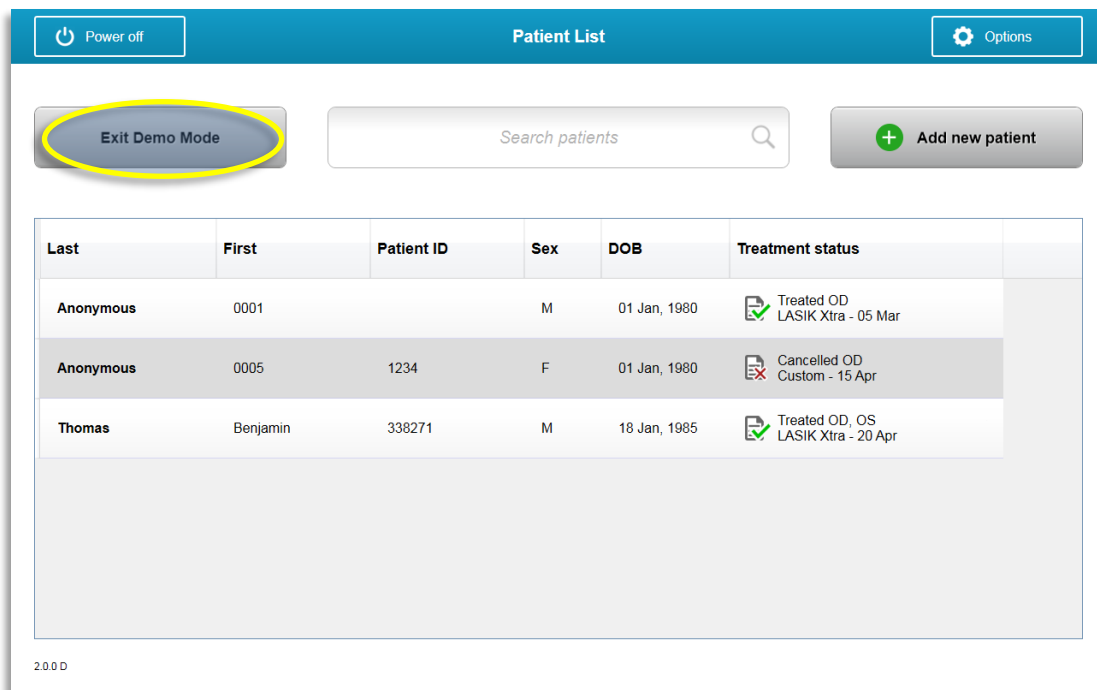 Power off
Patient List
Options
Exit Demo Mode
Search patients
Add new patient
Last First Patient ID Sex DOB Treatment status
Anonymous 0001 M 01 Jan, 1980 Treated OD
LASIK Xtra - 05 Mar
Anonymous 0005 1234 F 01 Jan, 1980 Cancelled OD
Custom - 15 Apr
Thomas Benjamin 338271 M 18 Jan, 1985 Treated OD, OS
LASIK Xtra - 20 Apr
2.0.0 D